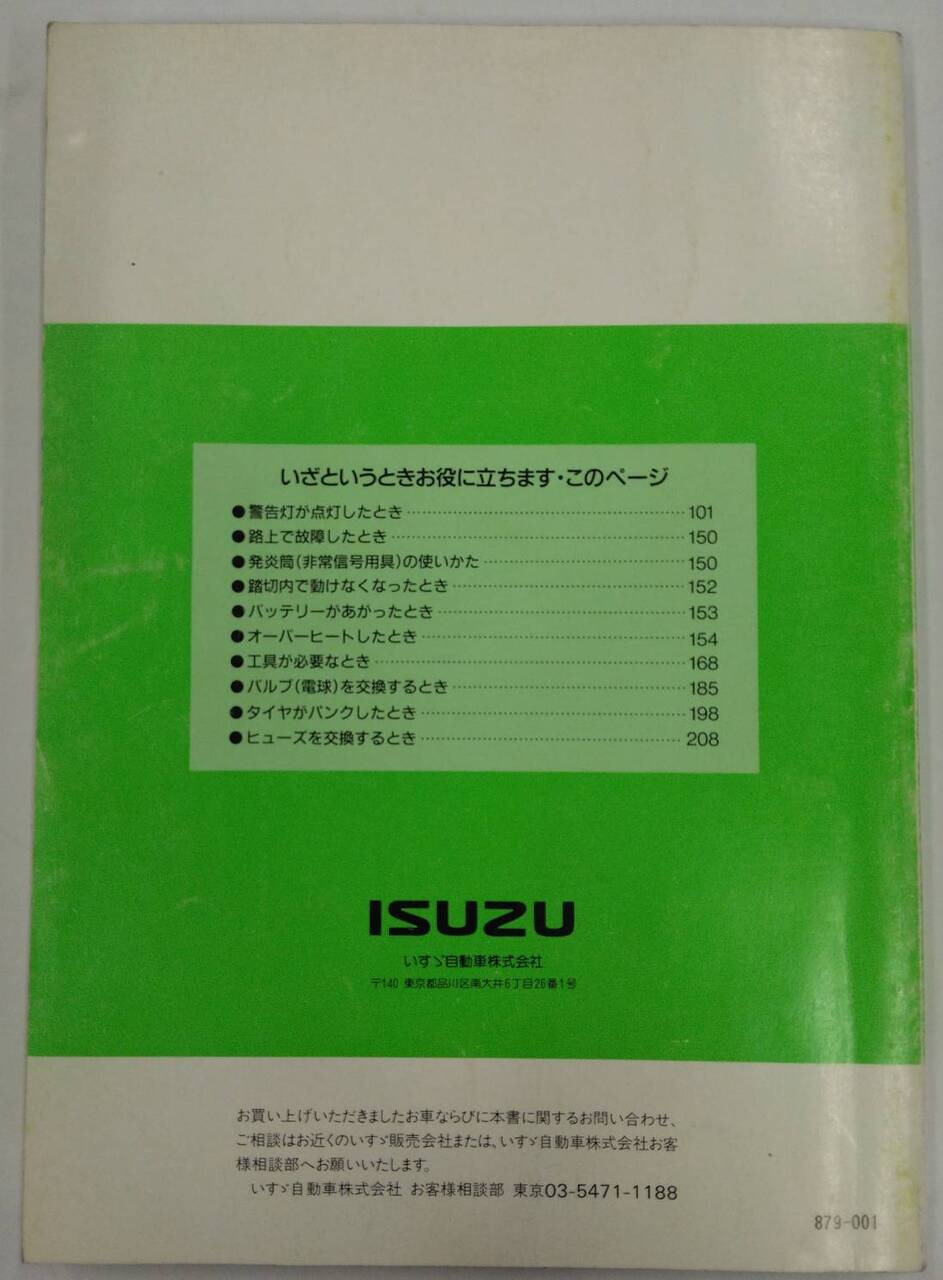 いざというときお役に立ちます・このページ
●警告灯が点灯したとき 101
●路上で故障したとき 150
●発炎筒(非常信号用具)の使いかた 150
●踏切内で動けなくなったとき 152
●バッテリーがあがったとき 153
●オーバーヒートしたとき 154
●工具が必要なとき 168
●バルブ(電球)を交換するとき 185
●タイヤがパンクしたとき 198
●ヒューズを交換するとき 208
ISUZU
いすゞ自動車株式会社
〒140 東京都品川区南大井6丁目26番1号
お買い上げいただきましたお車ならびに本書に関するお問い合わせ、
ご相談はお近くのいすゞ販売会社または、いすゞ自動車株式会社お客
様相談部へお願いいたします。
いすゞ自動車株式会社 お客様相談部 東京03-5471-1188
879-001